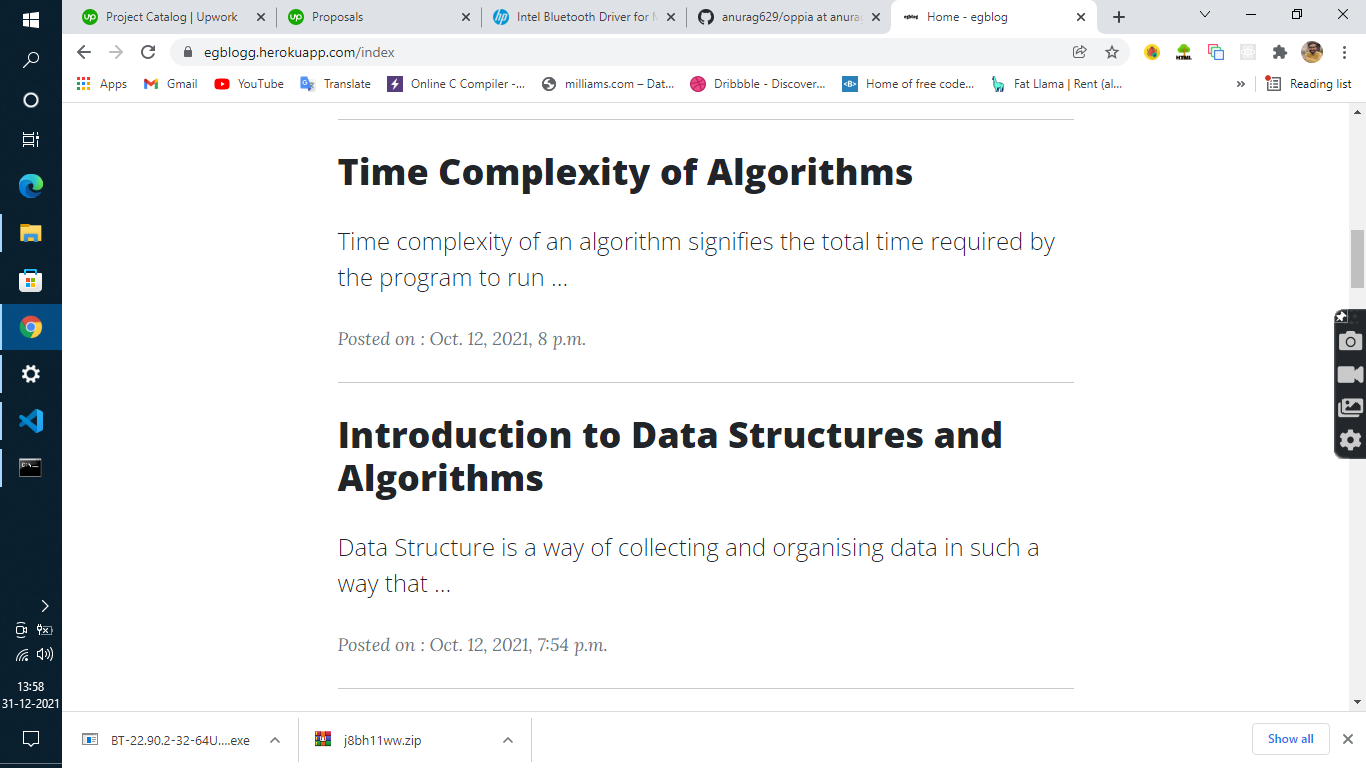 Project Catalog | Upwork
Proposals
Intel Bluetooth Driver for
anurag629/oppia at anurag
Home - egblog
egblogg.herokuapp.com/index
Apps
Gmail
YouTube
Translate
Online C Compiler -...
milliams.com – Dat...
Dribbble - Discover...
Home of free code...
Fat Llama | Rent (al...
»
Reading list
Time Complexity of Algorithms
Time complexity of an algorithm signifies the total time required by
the program to run ...
Posted on : Oct. 12, 2021, 8 p.m.
Introduction to Data Structures and
Algorithms
Data Structure is a way of collecting and organising data in such a
way that ...
Posted on : Oct. 12, 2021, 7:54 p.m.
13:58
31-12-2021
BT-22.90.2-32-64U....exe
j8bh11ww.zip
Show all